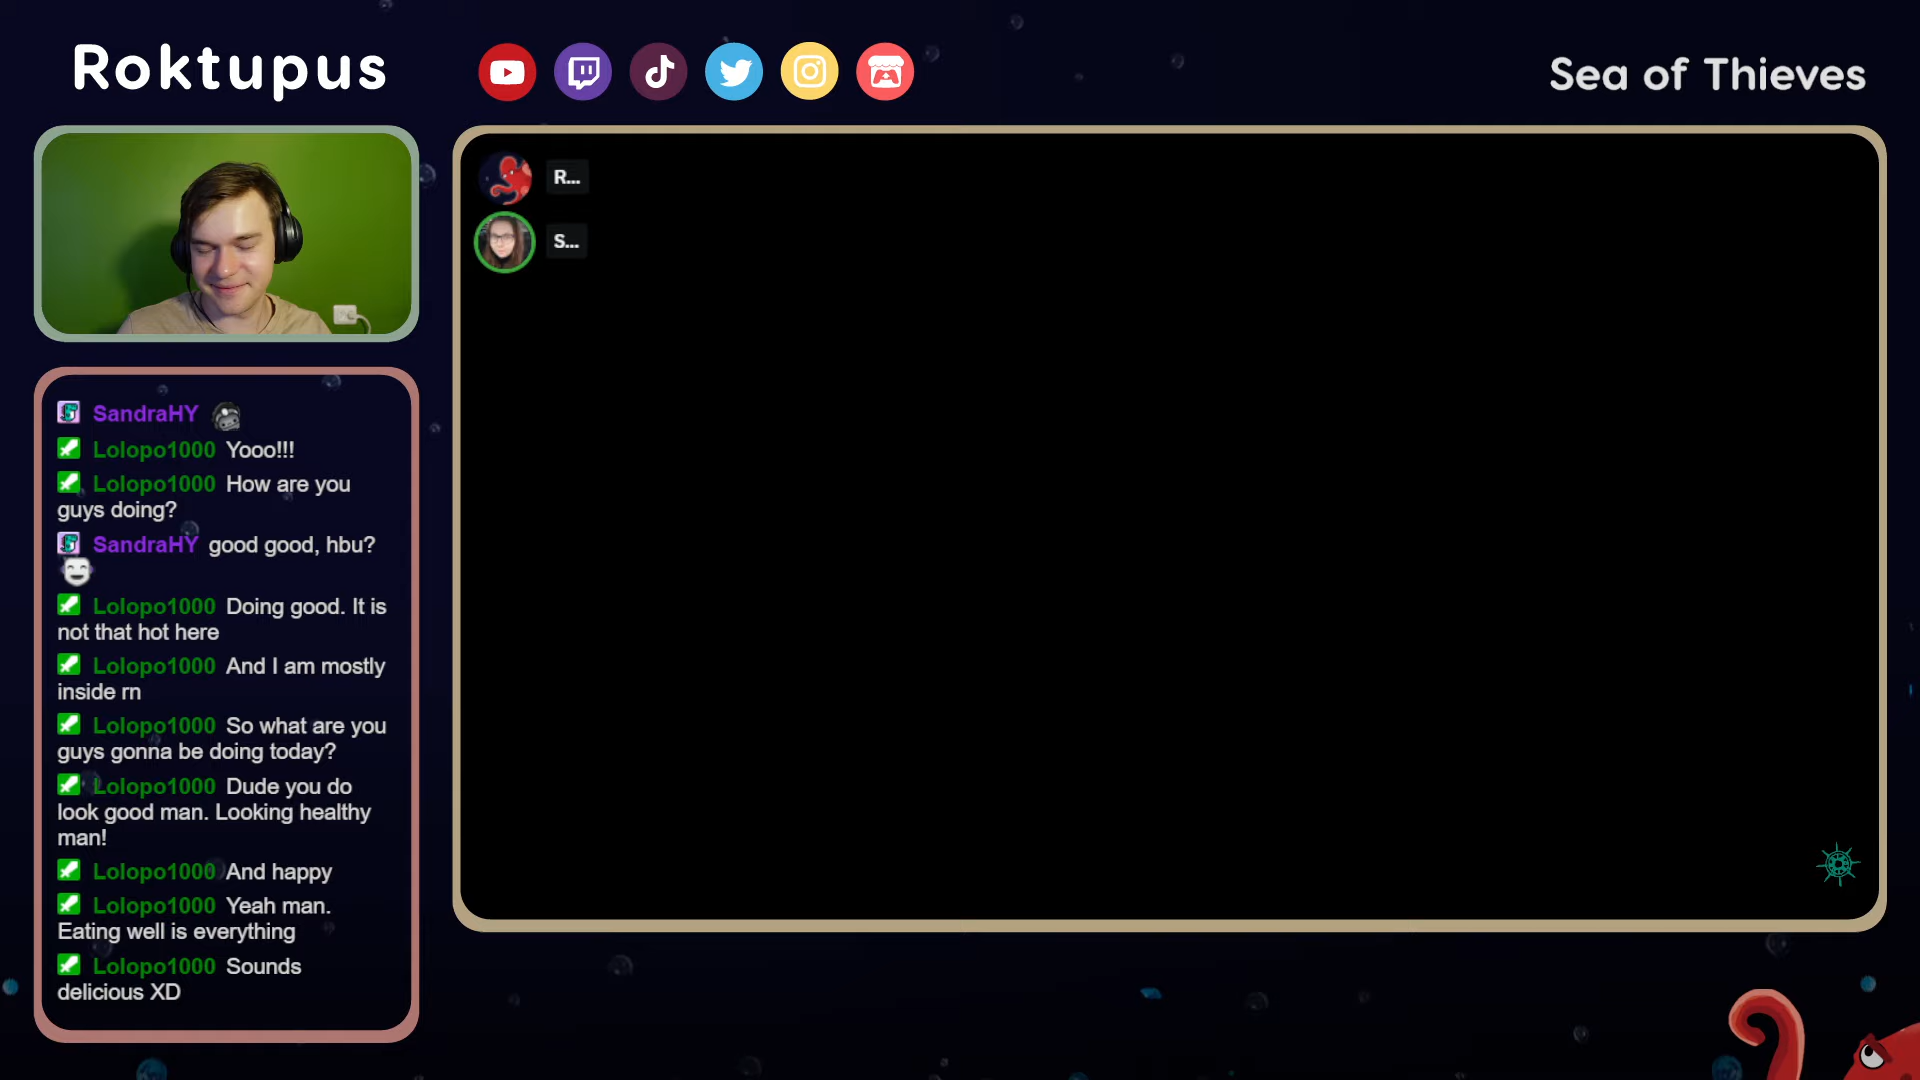 Roktupus
Sea of Thieves
R...
S...
SandraHY
Lolopo1000 Yooo!!!
Lolopo1000 How are you
guys doing?
SandraHY good good, hbu?
Lolopo1000 Doing good. It is
not that hot here
Lolopo1000 And I am mostly
inside rn
Lolopo1000 So what are you
guys gonna be doing today?
Lolopo1000 Dude you do
look good man. Looking healthy
man!
Lolopo1000 And happy
Lolopo1000 Yeah man.
Eating well is everything
Lolopo1000 Sounds
delicious XD